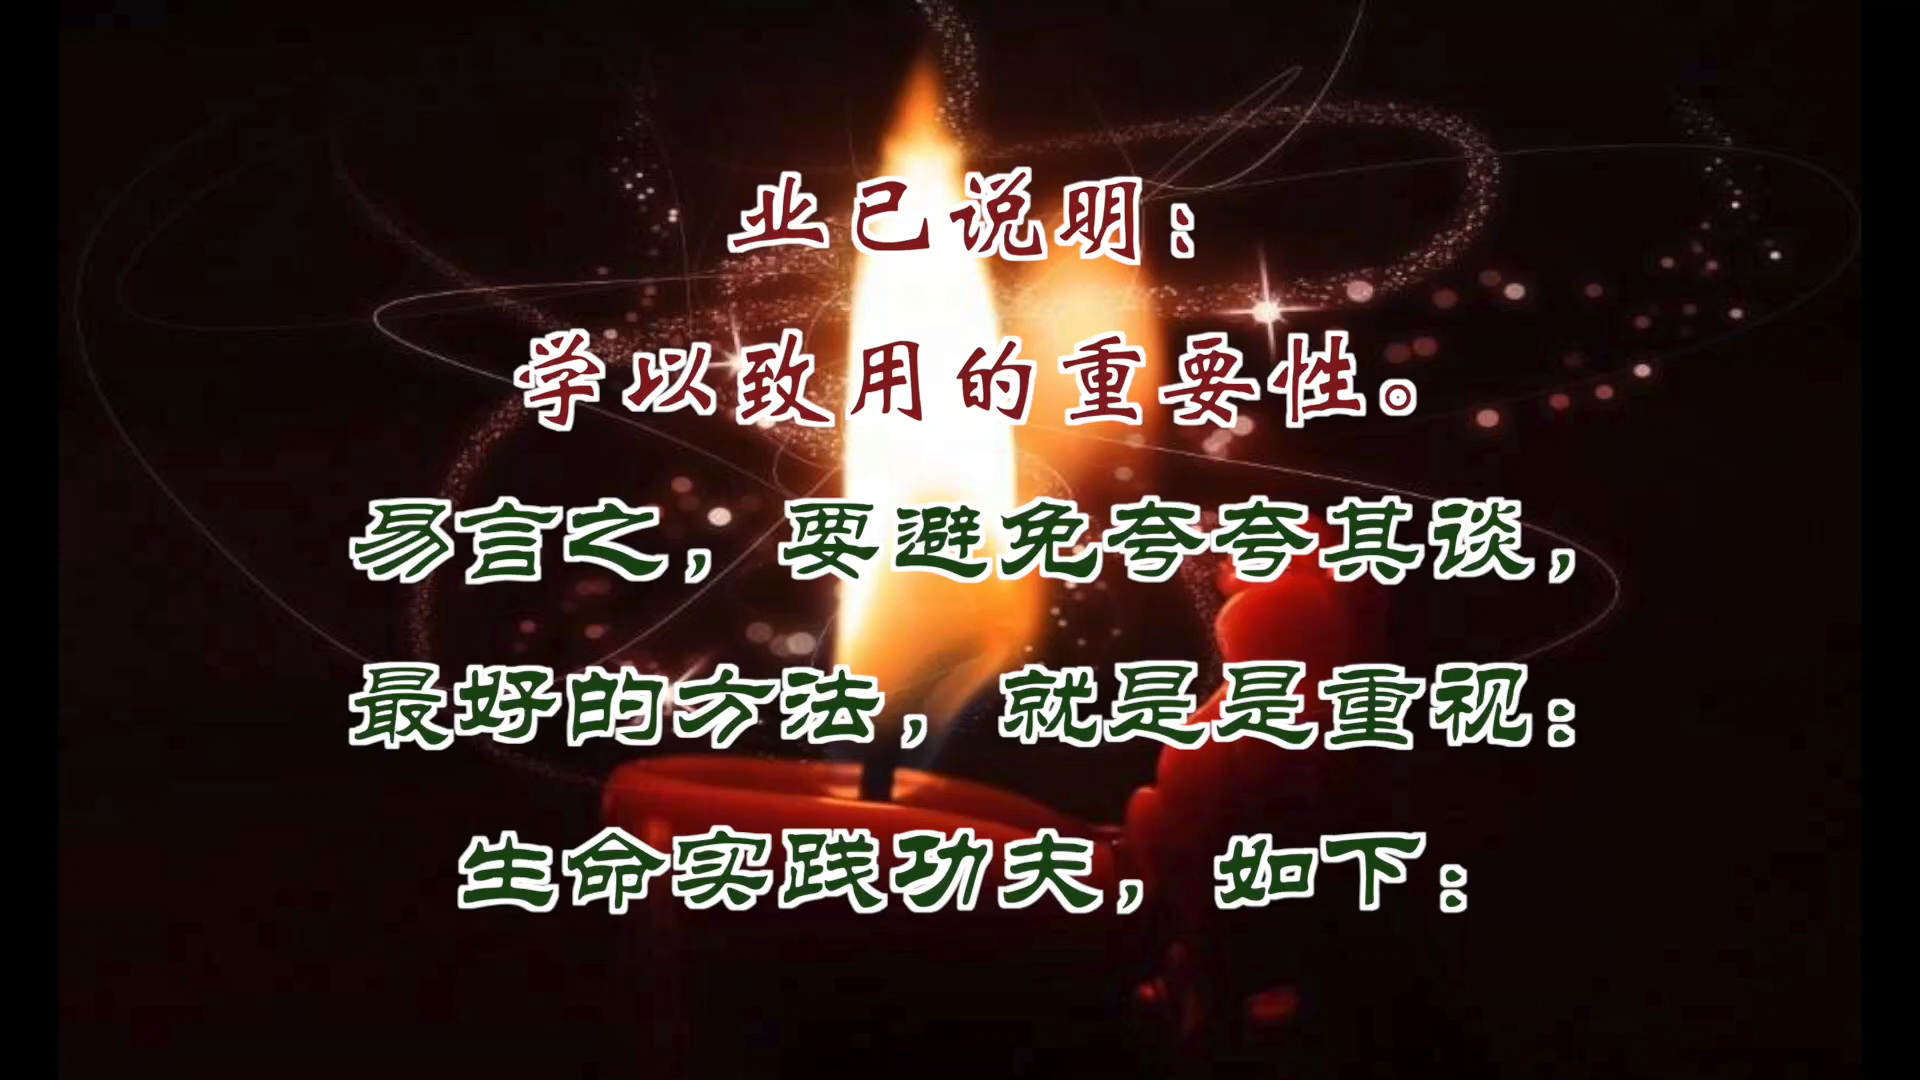 业已说明：
学以致用的重要性。
易言之，要避免夸夸其谈，
最好的方法，就是是重视：
生命实践功夫，如下：